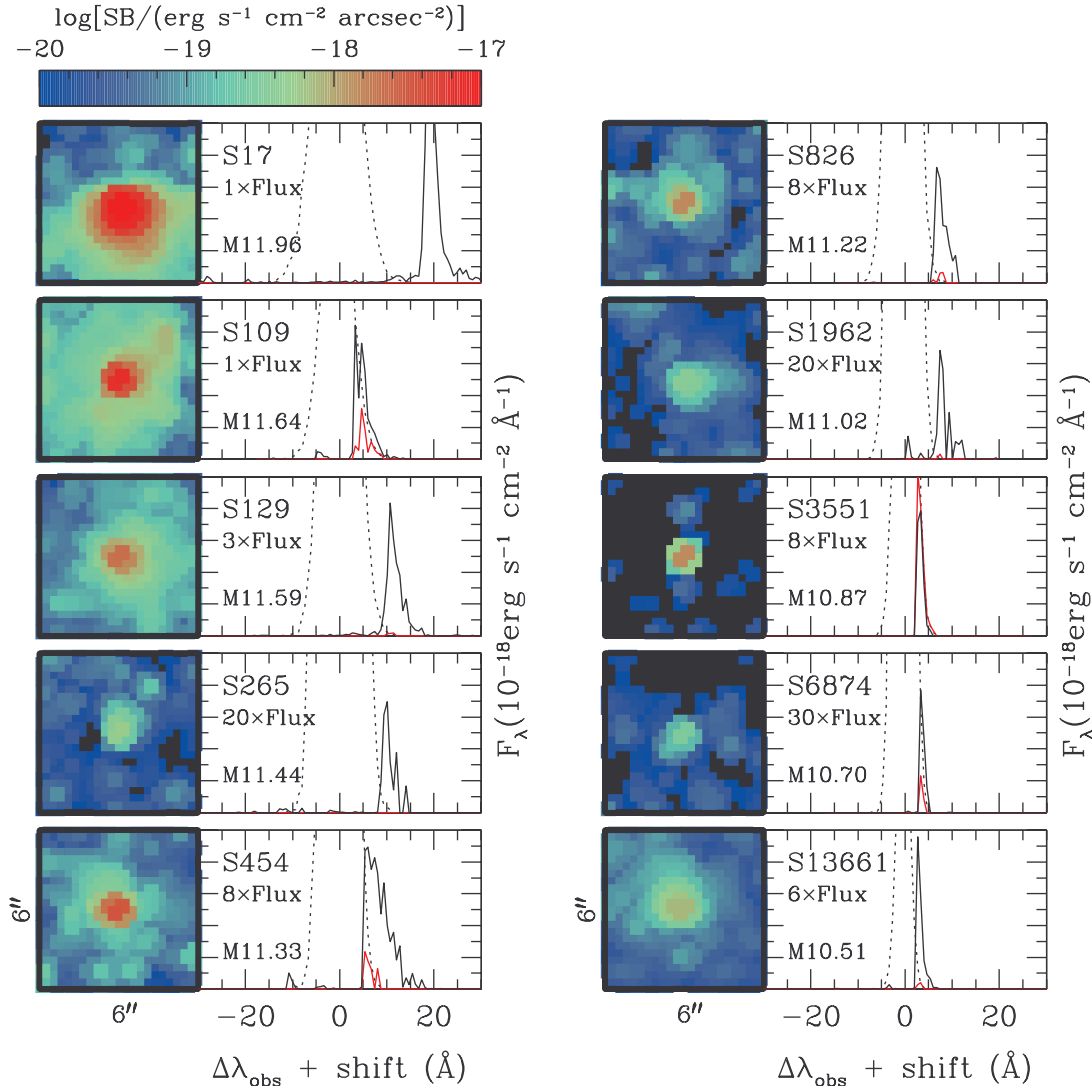 log[SB/(erg s⁻¹ cm⁻² arcsec⁻²)]
−20 −19 −18 −17
S17
1×Flux
M11.96
S109
1×Flux
M11.64
S129
3×Flux
M11.59
S265
20×Flux
M11.44
S454
8×Flux
M11.33
6″
6″
−20 0 20
Δλobs + shift (Å)
Fλ(10⁻¹⁸erg s⁻¹ cm⁻² Å⁻¹)
S826
8×Flux
M11.22
S1962
20×Flux
M11.02
S3551
8×Flux
M10.87
S6874
30×Flux
M10.70
S13661
6×Flux
M10.51
6″
6″
−20 0 20
Δλobs + shift (Å)
Fλ(10⁻¹⁸erg s⁻¹ cm⁻² Å⁻¹)